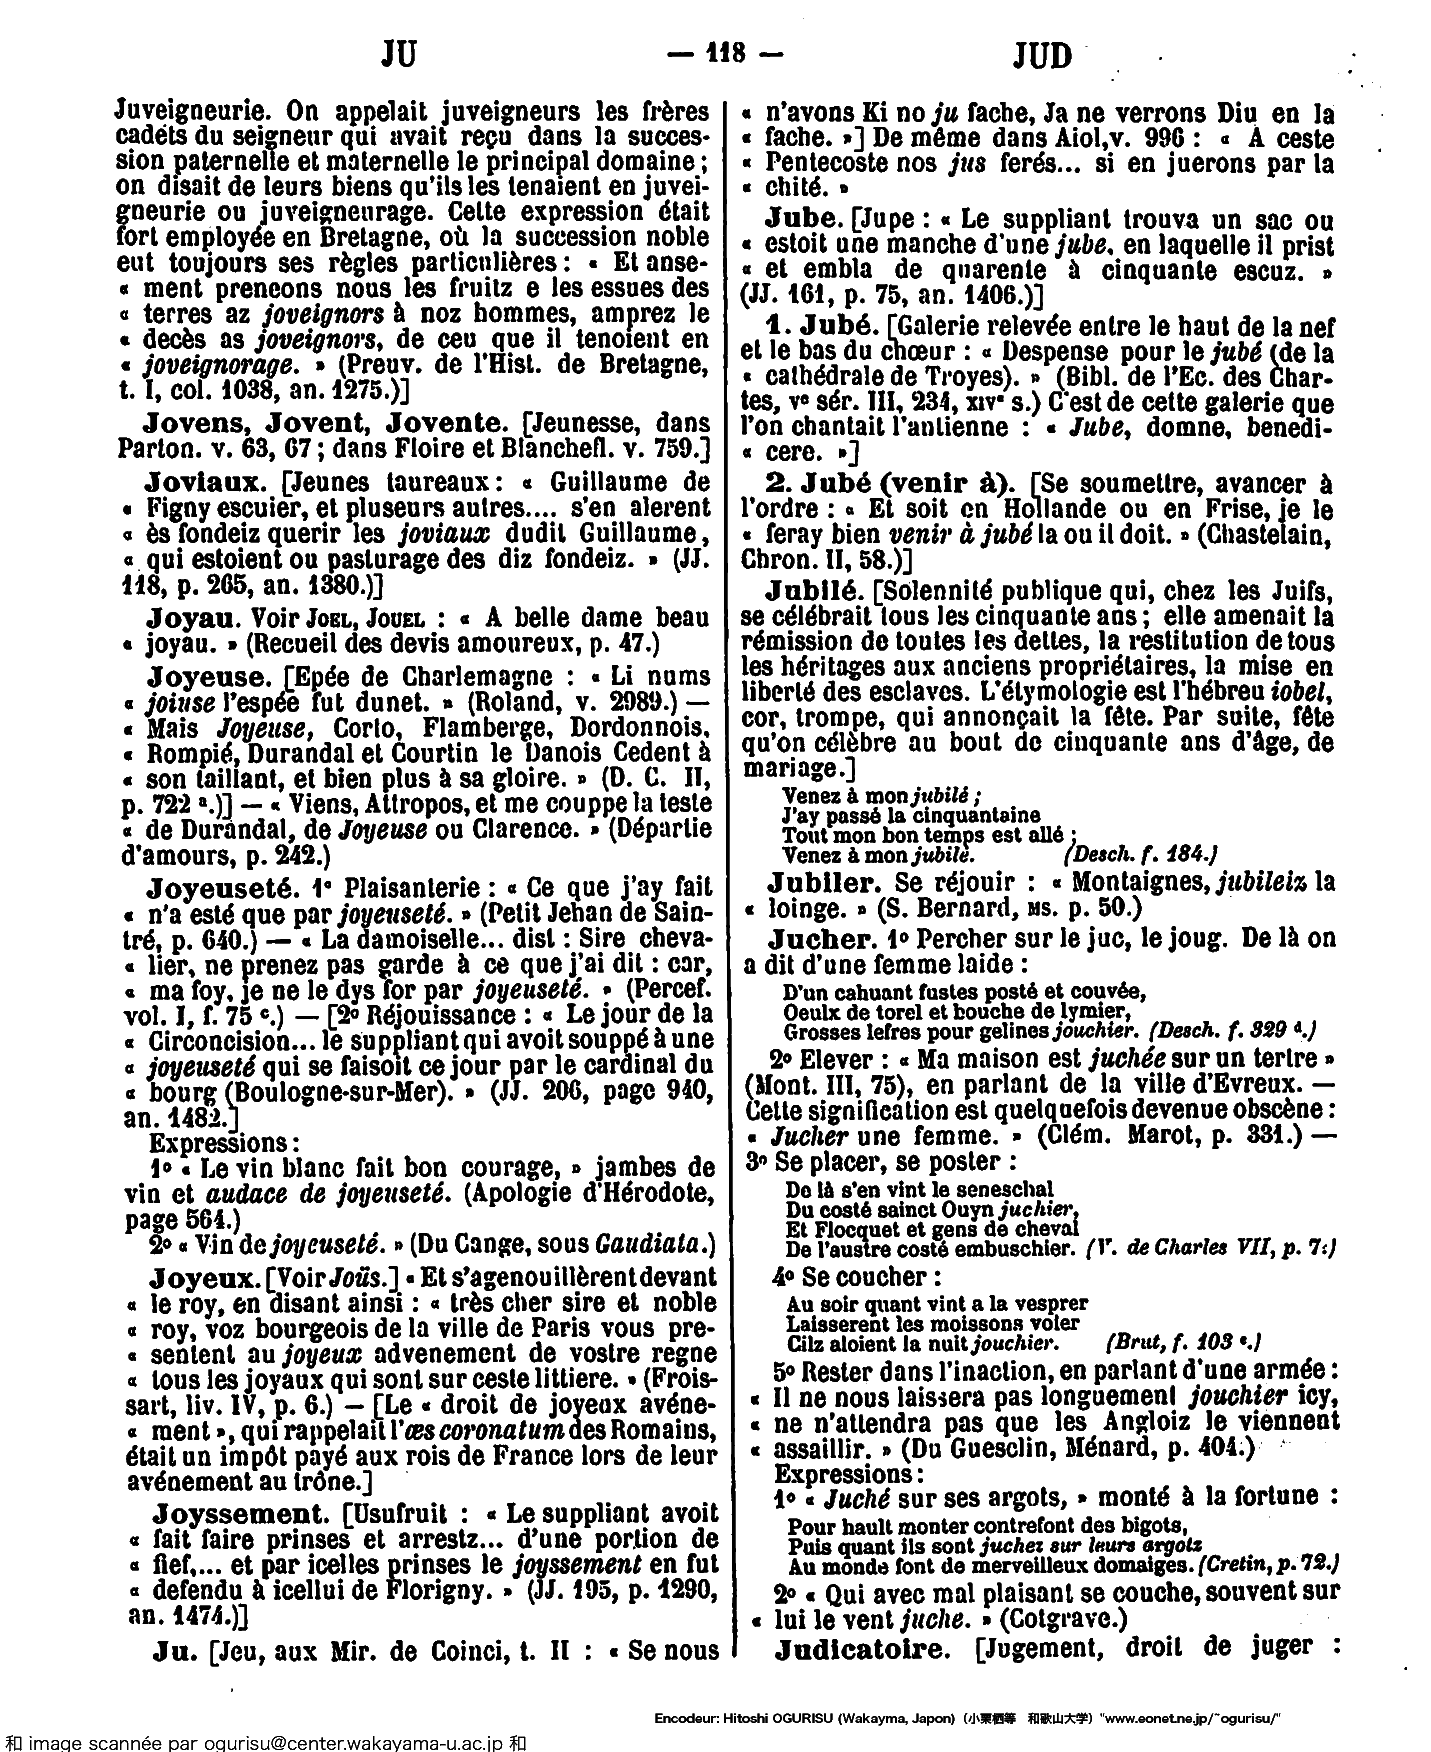 JU
— 118 —
JUD
Juveigneurie. On appelait juveigneurs les frères
cadets du seigneur qui avait reçu dans la succes-
sion paternelle et maternelle le principal domaine ;
on disait de leurs biens qu'ils les tenaient en juvei-
gneurie ou juveigneurage. Cette expression était
fort employée en Bretagne, où la succession noble
eut toujours ses règles particulières : « Et anse-
« ment prencons nous les fruitz e les essues des
« terres az joveignors à noz hommes, amprez le
« decès as joveignors, de ceu que il tenoient en
« joveignorage. » (Preuv. de l'Hist. de Bretagne,
t. I, col. 1038, an. 1275.)]
Jovens, Jovent, Jovente. [Jeunesse, dans
Parton. v. 63, 67 ; dans Floire et Blanchefl. v. 759.]
Joviaux. [Jeunes taureaux : « Guillaume de
« Figny escuier, et pluseurs autres.... s'en alerent
« ès fondeiz querir les joviaux dudit Guillaume,
« qui estoient ou pasturage des diz fondeiz. » (JJ.
118, p. 265, an. 1380.)]
Joyau. Voir JOEL, JOUEL : « A belle dame beau
« joyau. » (Recueil des devis amoureux, p. 47.)
Joyeuse. [Epée de Charlemagne : « Li nums
« joiuse l'espée fut dunet. » (Roland, v. 2989.) —
« Mais Joyeuse, Corto, Flamberge, Dordonnois,
« Rompié, Durandal et Courtin le Danois Cedent à
« son taillant, et bien plus à sa gloire. » (D. C. II,
p. 722 a.)] — « Viens, Attropos, et me couppe la teste
« de Durandal, de Joyeuse ou Clarence. » (Départie
d'amours, p. 242.)
Joyeuseté. 1° Plaisanterie : « Ce que j'ay fait
« n'a esté que par joyeuseté. » (Petit Jehan de Sain-
tré, p. 640.) — « La damoiselle... dist : Sire cheva-
« lier, ne prenez pas garde à ce que j'ai dit : car,
« ma foy, je ne le dys for par joyeuseté. » (Percef.
vol. I, f. 75 c.) — [2° Réjouissance : « Le jour de la
« Circoncision... le suppliant qui avoit souppé à une
« joyeuseté qui se faisoit ce jour par le cardinal du
« bourg (Boulogne-sur-Mer). » (JJ. 206, page 940,
an. 1482.]
Expressions :
1° « Le vin blanc fait bon courage, » jambes de
vin et audace de joyeuseté. (Apologie d'Hérodote,
page 564.)
2° « Vin de joyeuseté. » (Du Cange, sous Gaudiata.)
Joyeux. [Voir Joüs.] « Et s'agenouillèrent devant
« le roy, en disant ainsi : « très cher sire et noble
« roy, voz bourgeois de la ville de Paris vous pre-
« sentent au joyeux advenement de vostre regne
« tous les joyaux qui sont sur ceste littiere. » (Frois-
sart, liv. IV, p. 6.) — [Le « droit de joyeux avéne-
« ment », qui rappelait l'œs coronatum des Romains,
était un impôt payé aux rois de France lors de leur
avénement au trône.]
Joyssement. [Usufruit : « Le suppliant avoit
« fait faire prinses et arrestz... d'une portion de
« fief,... et par icelles prinses le joyssement en fut
« defendu à icellui de Florigny. » (JJ. 195, p. 1290,
an. 1474.)]
Ju. [Jeu, aux Mir. de Coinci, t. II : « Se nous
« n'avons Ki no ju fache, Ja ne verrons Diu en la
« fache. »] De même dans Aiol, v. 996 : « A ceste
« Pentecoste nos jus ferés... si en juerons par la
« chité. »
Jube. [Jupe : « Le suppliant trouva un sac ou
« estoit une manche d'une jube, en laquelle il prist
« et embla de quarente à cinquante escuz. »
(JJ. 161, p. 75, an. 1406.)]
1. Jubé. [Galerie relevée entre le haut de la nef
et le bas du chœur : « Despense pour le jubé (de la
« cathédrale de Troyes). » (Bibl. de l'Ec. des Char-
tes, ve sér. III, 234, XIVe s.) C'est de cette galerie que
l'on chantait l'antienne : « Jube, domne, benedi-
« cere. »]
2. Jubé (venir à). [Se soumettre, avancer à
l'ordre : « Et soit en Hollande ou en Frise, je le
« feray bien venir à jubé la ou il doit. » (Chastelain,
Chron. II, 58.)]
Jubilé. [Solennité publique qui, chez les Juifs,
se célébrait tous les cinquante ans ; elle amenait la
rémission de toutes les dettes, la restitution de tous
les héritages aux anciens propriétaires, la mise en
liberté des esclaves. L'étymologie est l'hébreu iobel,
cor, trompe, qui annonçait la fête. Par suite, fête
qu'on célèbre au bout de cinquante ans d'âge, de
mariage.]
Venez à mon jubilé ;
J'ay passé la cinquantaine
Tout mon bon temps est allé ;
Venez à mon jubilé. (Desch. f. 184.)
Jubiler. Se réjouir : « Montaignes, jubileiz la
« loinge. » (S. Bernard, MS. p. 50.)
Jucher. 1° Percher sur le juc, le joug. De là on
a dit d'une femme laide :
D'un cahuant fustes posté et couvée,
Oeulx de torel et bouche de lymier,
Grosses lefres pour gelines jouchier. (Desch. f. 329 d.)
2° Elever : « Ma maison est juchée sur un tertre »
(Mont. III, 75), en parlant de la ville d'Evreux. —
Cette signification est quelquefois devenue obscène :
« Jucher une femme. » (Clém. Marot, p. 331.) —
3° Se placer, se poster :
De là s'en vint le seneschal
Du costé sainct Ouyn juchier,
Et Flocquet et gens de cheval
De l'austre costé embuschier. (V. de Charles VII, p. 7.)
4° Se coucher :
Au soir quant vint a la vesprer
Laisserent les moissons voler
Cilz aloient la nuit jouchier. (Brut, f. 103 c.)
5° Rester dans l'inaction, en parlant d'une armée :
« Il ne nous laissera pas longuement jouchier icy,
« ne n'attendra pas que les Angloiz le viennent
« assaillir. » (Du Guesclin, Ménard, p. 404.)
Expressions :
1° « Juché sur ses argots, » monté à la fortune :
Pour hault monter contrefont des bigots,
Puis quant ils sont juchez sur leurs argotz
Au monde font de merveilleux domaiges. (Cretin, p. 72.)
2° « Qui avec mal plaisant se couche, souvent sur
« lui le vent juche. » (Cotgrave.)
Judicatoire. [Jugement, droit de juger :
Encodeur: Hitoshi OGURISU (Wakayma, Japon) (小栗栖等 和歌山大学) "www.eonet.ne.jp/~ogurisu/"
和 image scannée par ogurisu@center.wakayama-u.ac.jp 和